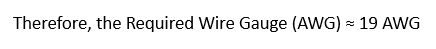 Therefore, the Required Wire Gauge (AWG) ≈ 19 AWG